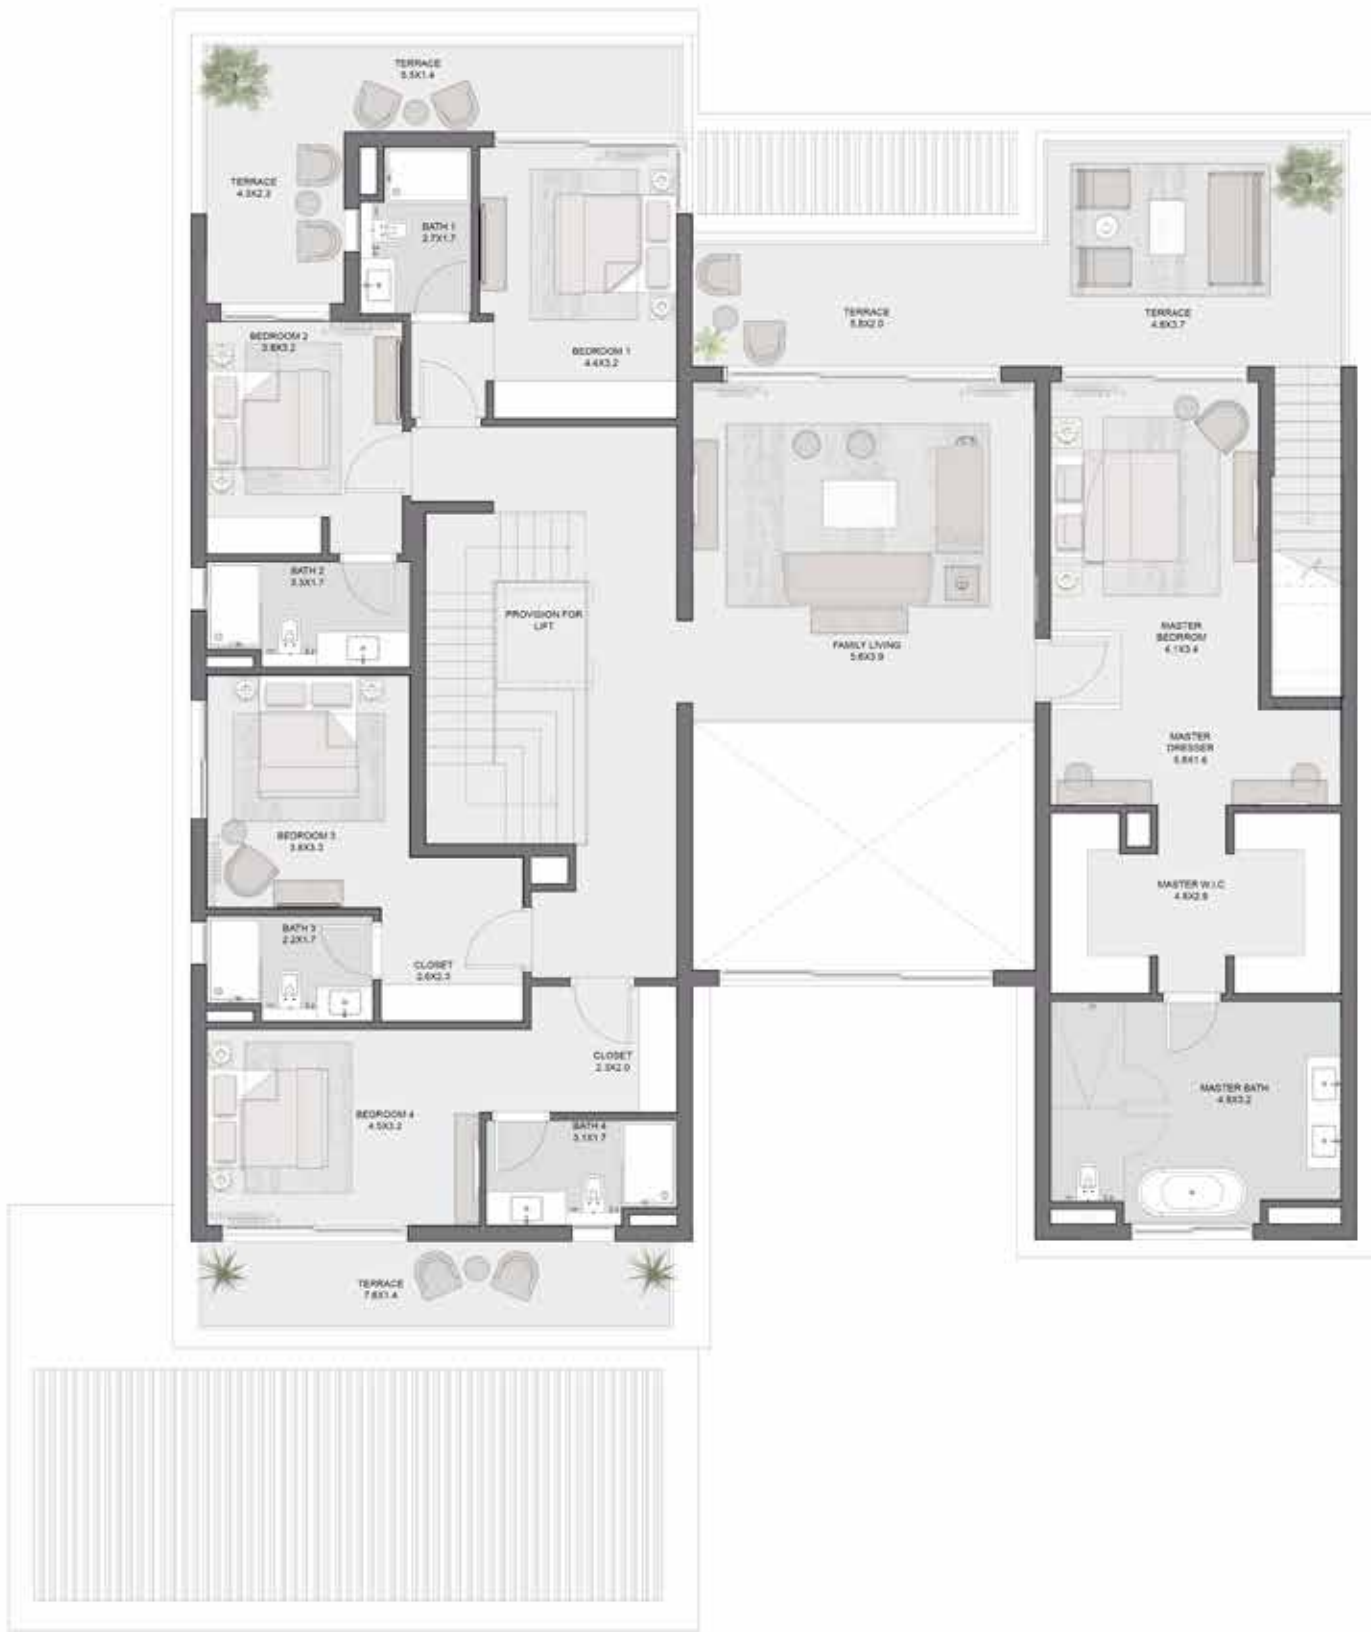 TERRACE
5.5X1.4
TERRACE
4.3X2.3
BATH 1
2.7X1.7
BEDROOM 2
3.8X3.2
BEDROOM 1
4.4X3.2
TERRACE
5.8X2.0
TERRACE
4.8X3.7
BATH 2
3.3X1.7
PROVISION FOR
LIFT
FAMILY LIVING
5.6X3.9
MASTER
BEDRROM
4.1X3.4
MASTER
DRESSER
5.8X1.6
BEDROOM 3
3.8X3.3
MASTER W.I.C
4.8X2.9
BATH 3
2.2X1.7
CLOSET
2.6X2.3
CLOSET
2.3X2.0
BEDROOM 4
4.5X3.2
BATH 4
3.1X1.7
MASTER BATH
4.8X3.2
TERRACE
7.8X1.4